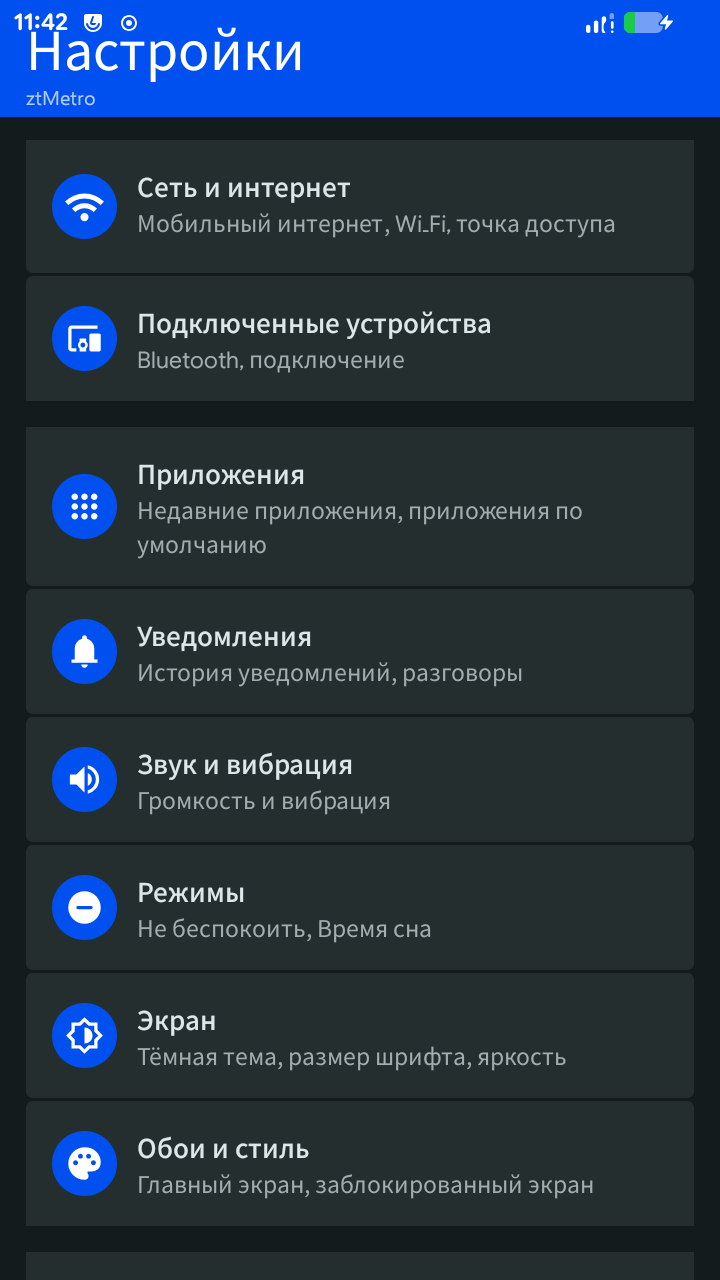 11:42
Настройки
ztMetro
Сеть и интернет
Мобильный интернет, Wi-Fi, точка доступа
Подключенные устройства
Bluetooth, подключение
Приложения
Недавние приложения, приложения по
умолчанию
Уведомления
История уведомлений, разговоры
Звук и вибрация
Громкость и вибрация
Режимы
Не беспокоить, Время сна
Экран
Тёмная тема, размер шрифта, яркость
Обои и стиль
Главный экран, заблокированный экран